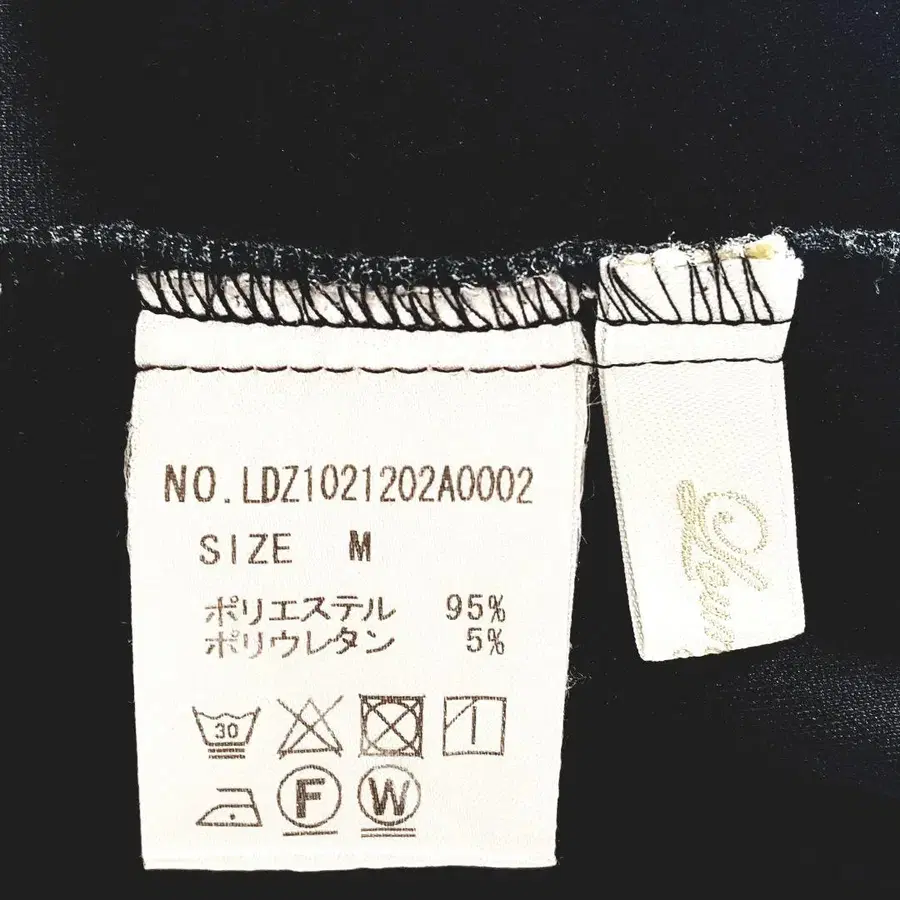 NO.LDZ1021202A0002
SIZE M
ポリエステル 95%
ポリウレタン 5%
30
F W